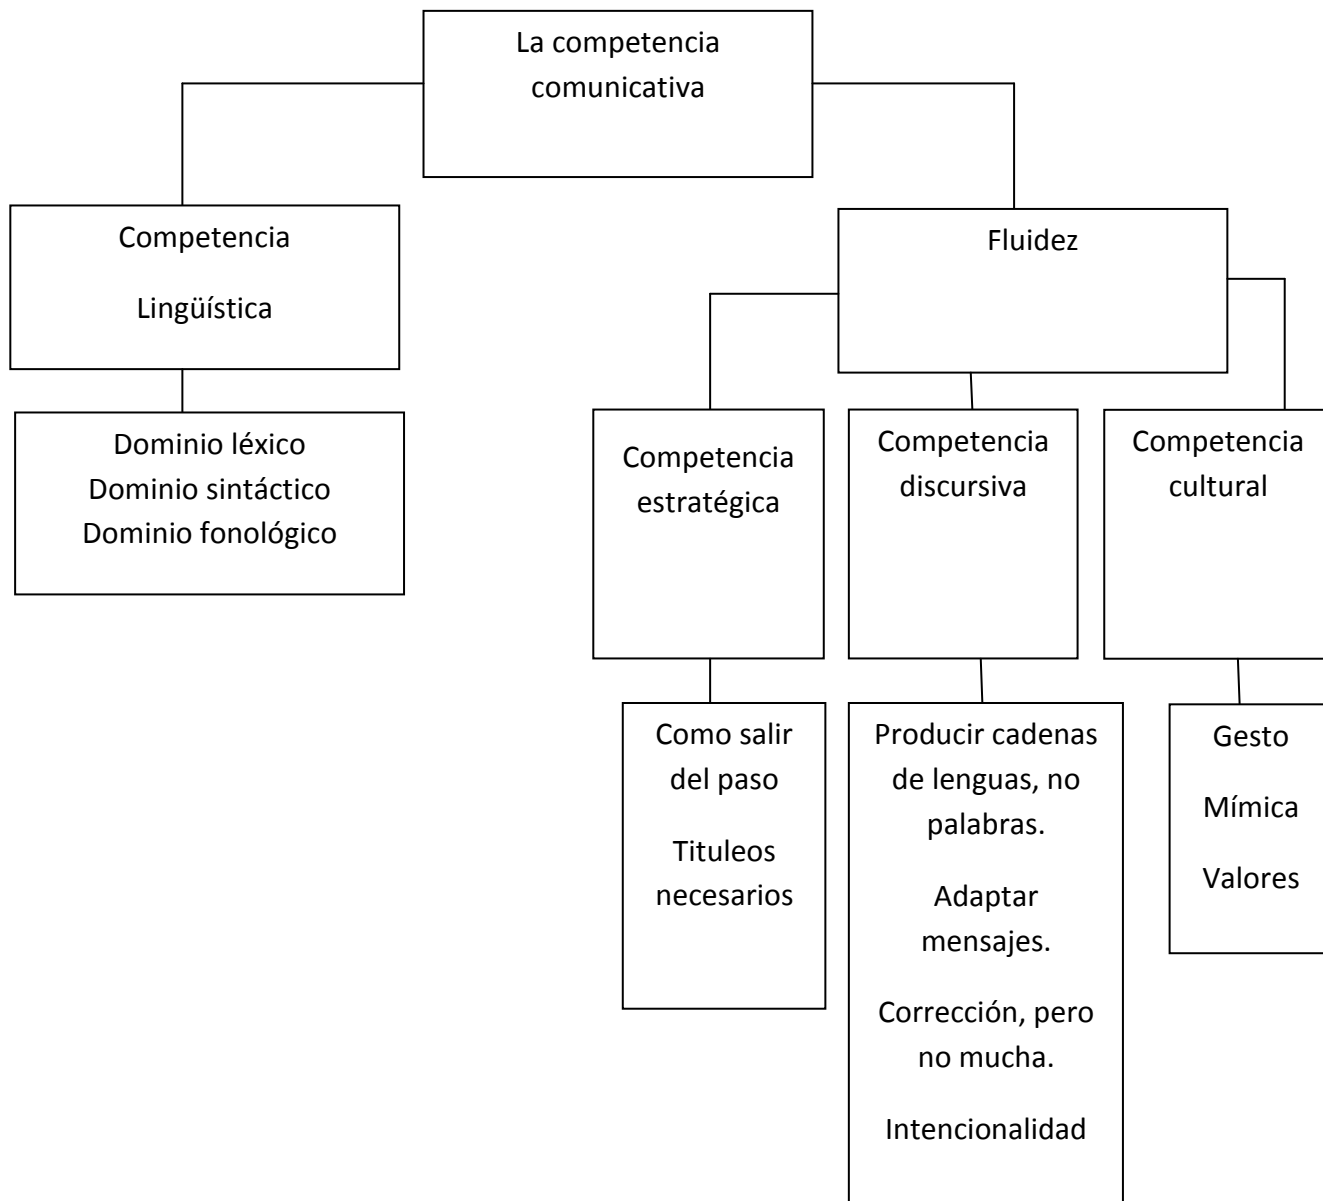 La competencia
comunicativa
Competencia
Lingüística
Fluidez
Dominio léxico
Dominio sintáctico
Dominio fonológico
Competencia
estratégica
Competencia
discursiva
Competencia
cultural
Como salir
del paso
Tituleos
necesarios
Producir cadenas
de lenguas, no
palabras.
Adaptar
mensajes.
Corrección, pero
no mucha.
Intencionalidad
Gesto
Mímica
Valores